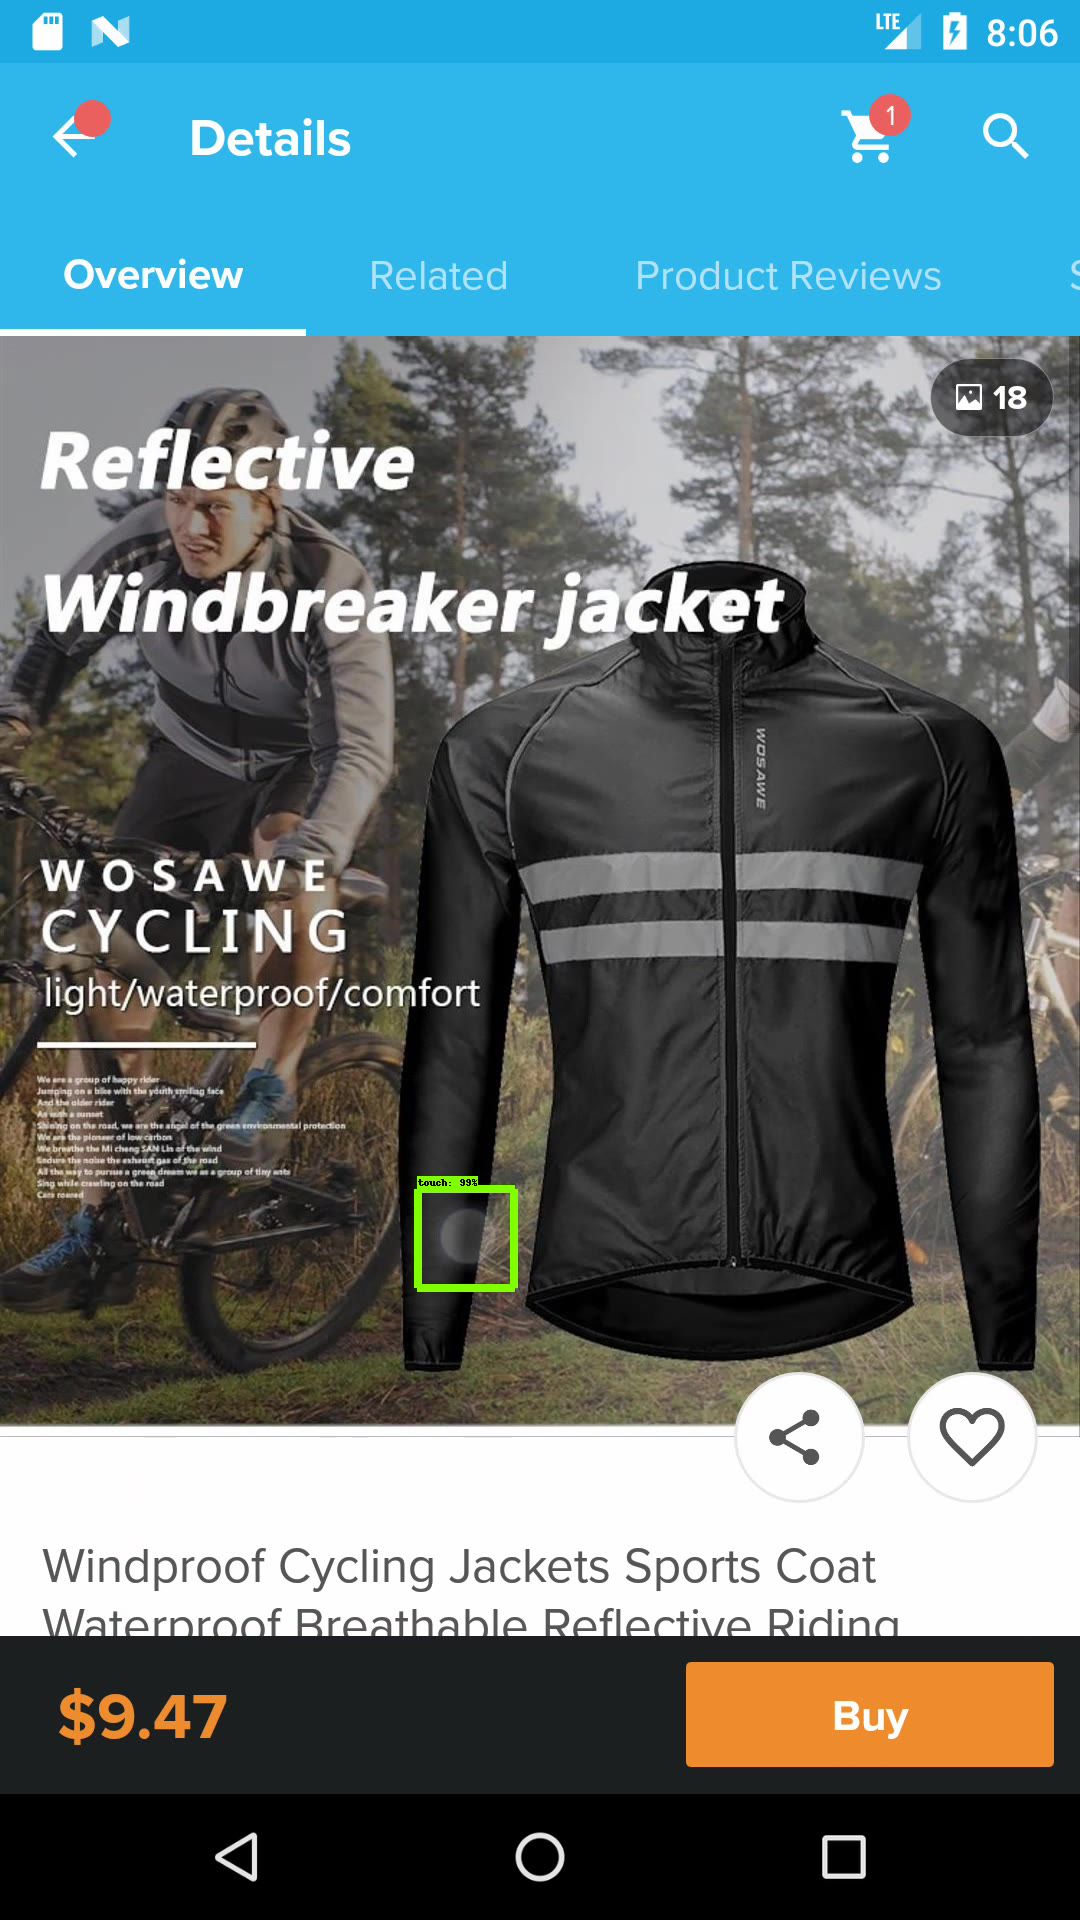 LTE 8:06
Details 1
Overview Related Product Reviews S
18
Reflective
Windbreaker jacket
WOSAWE
WOSAWE
CYCLING
light/waterproof/comfort
We are a group of happy rider
Jumping on a bike with the youth smiling face
And the older rider
As with a sunset
Shining on the road, we are the angel of the green environmental protection
We are the pioneer of low carbon
We breathe the Mi cheng SAN Lin of the wind
Endure the noise the exhaust gas of the road
All the way to pursue a green dream we as a group of tiny ants
Sing while crawling on the road
Care roared
touch: 99%
Windproof Cycling Jackets Sports Coat
Waterproof Breathable Reflective Riding
$9.47 Buy